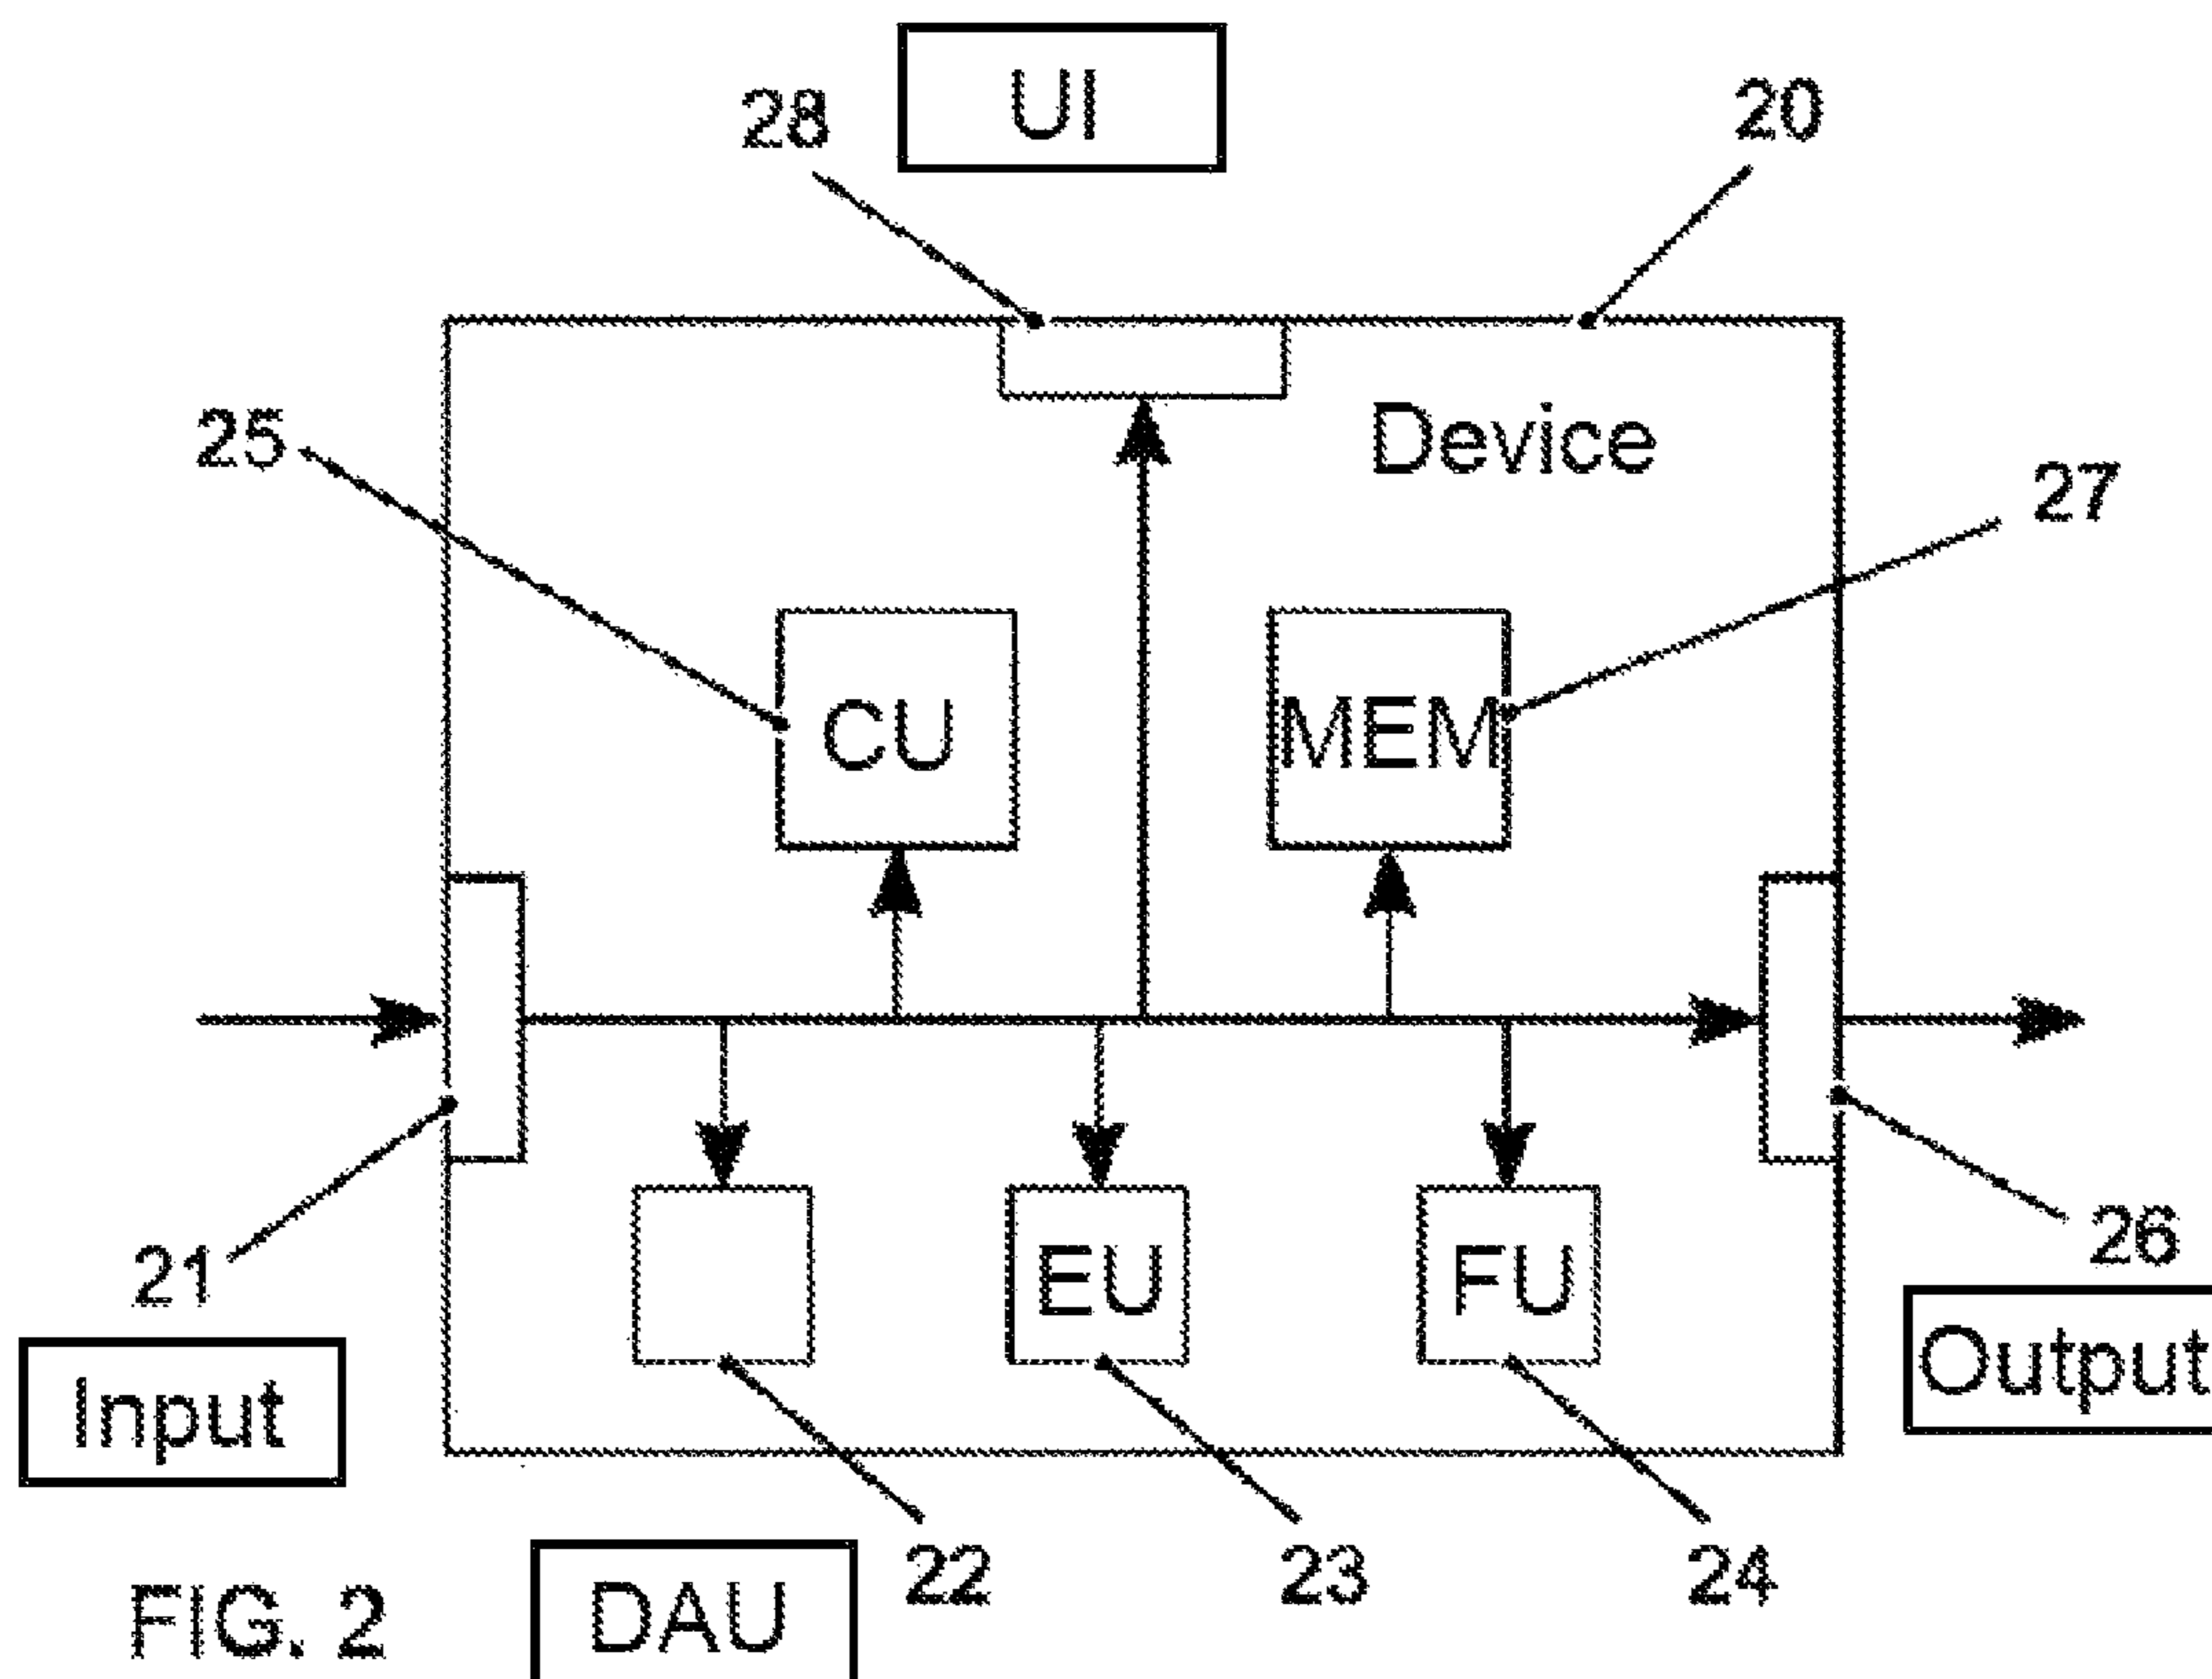 UI
28
20
Device
25
27
CU
MEM
21
26
EU
FU
Input
Output
22
23
24
DAU
FIG. 2